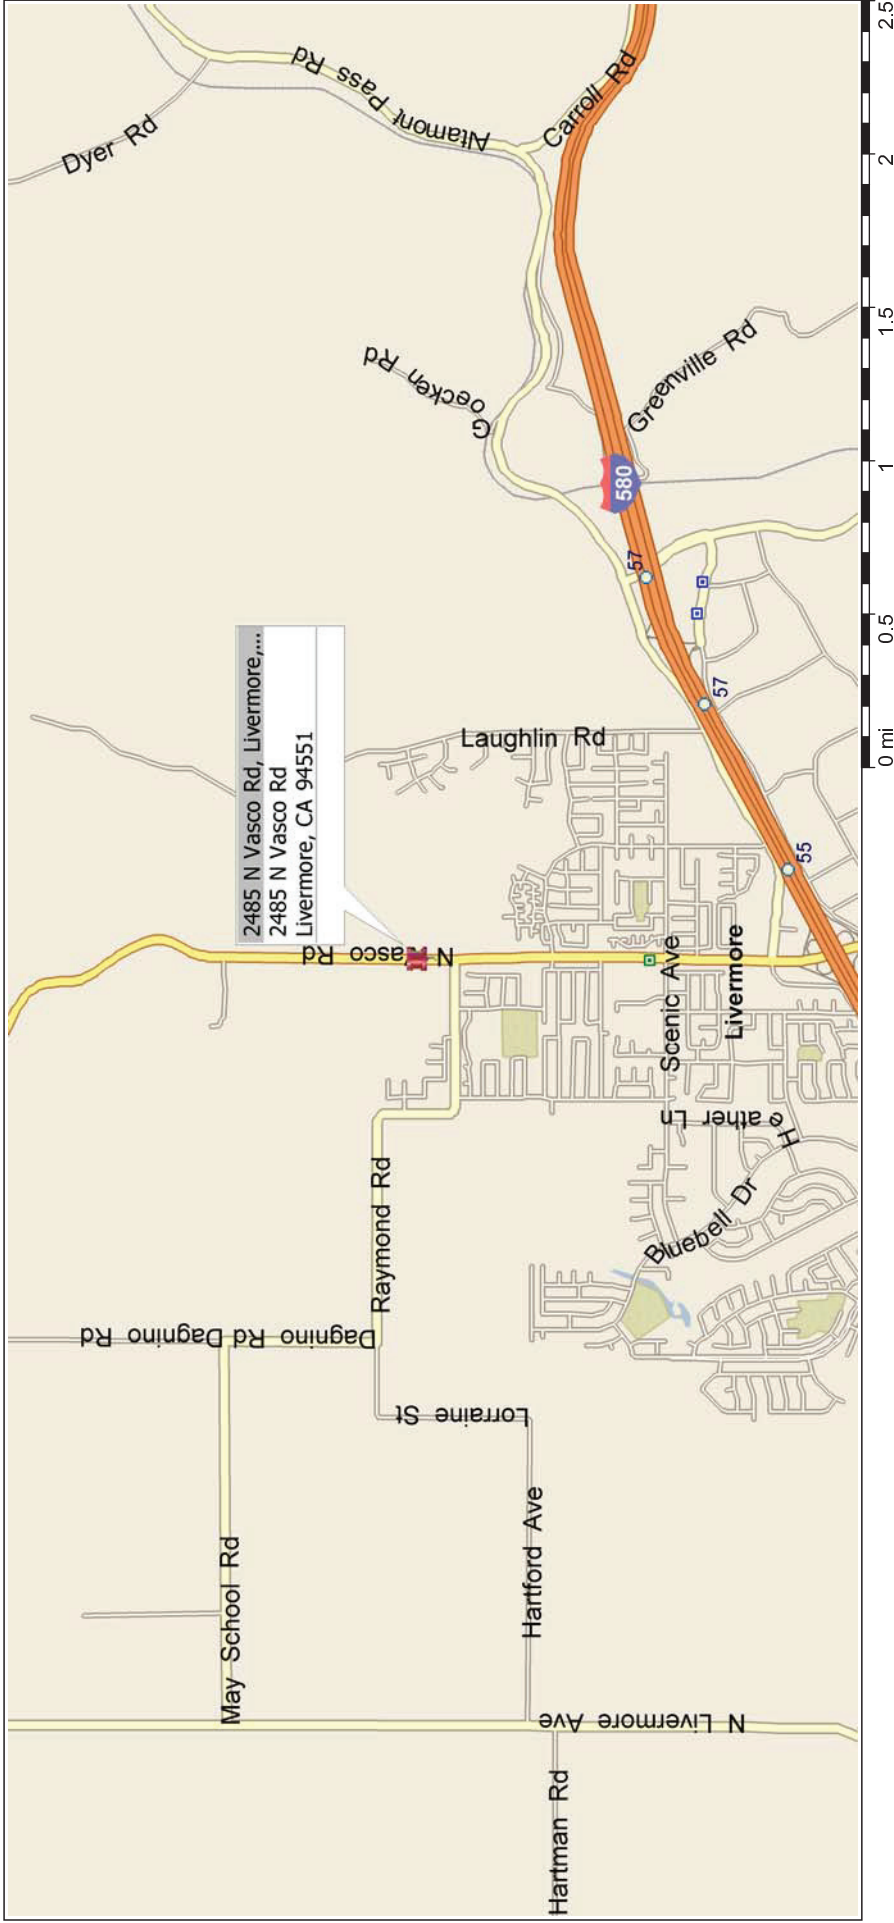 Dyer Rd
Altamont Pass Rd
Carroll Rd
Goecken Rd
Greenville Rd
580
57
57
55
2485 N Vasco Rd, Livermore,...
2485 N Vasco Rd
Livermore, CA 94551
Laughlin Rd
N Vasco Rd
Scenic Ave
Livermore
Heather Ln
Bluebell Dr
Raymond Rd
Dagnino Rd
Dagnino Rd
Lorraine St
May School Rd
Hartford Ave
N Livermore Ave
Hartman Rd
0 mi 0.5 1 1.5 2 2.5